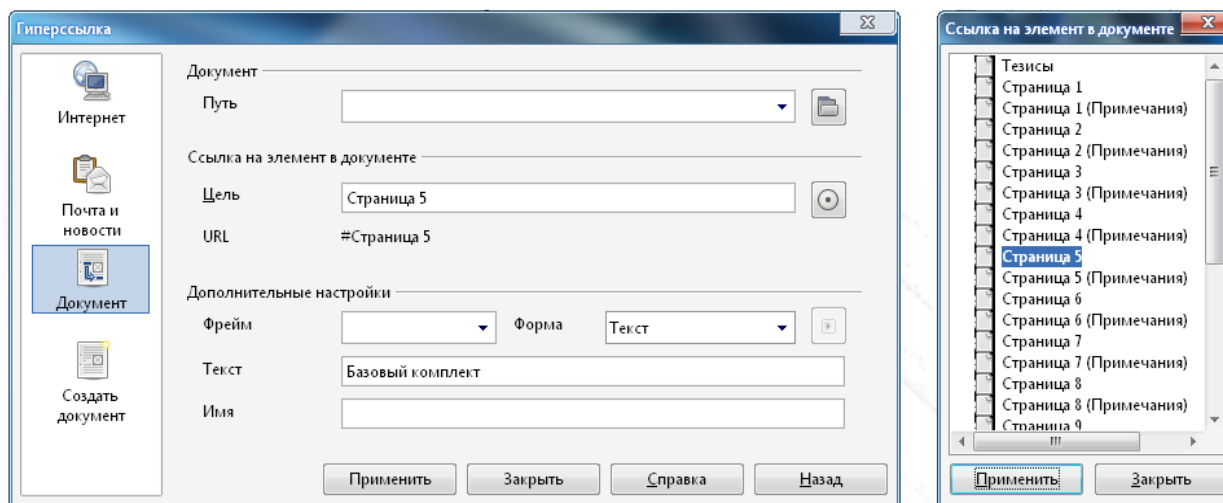 Гиперссылка
Интернет
Почта и
новости
Документ
Создать
документ
Документ
Путь
Ссылка на элемент в документе
Цель
Страница 5
URL
#Страница 5
Дополнительные настройки
Фрейм
Форма
Текст
Текст
Базовый комплект
Имя
Применить
Закрыть
Справка
Назад
Ссылка на элемент в документе
Тезисы
Страница 1
Страница 1 (Примечания)
Страница 2
Страница 2 (Примечания)
Страница 3
Страница 3 (Примечания)
Страница 4
Страница 4 (Примечания)
Страница 5
Страница 5 (Примечания)
Страница 6
Страница 6 (Примечания)
Страница 7
Страница 7 (Примечания)
Страница 8
Страница 8 (Примечания)
Страница 9
Применить
Закрыть